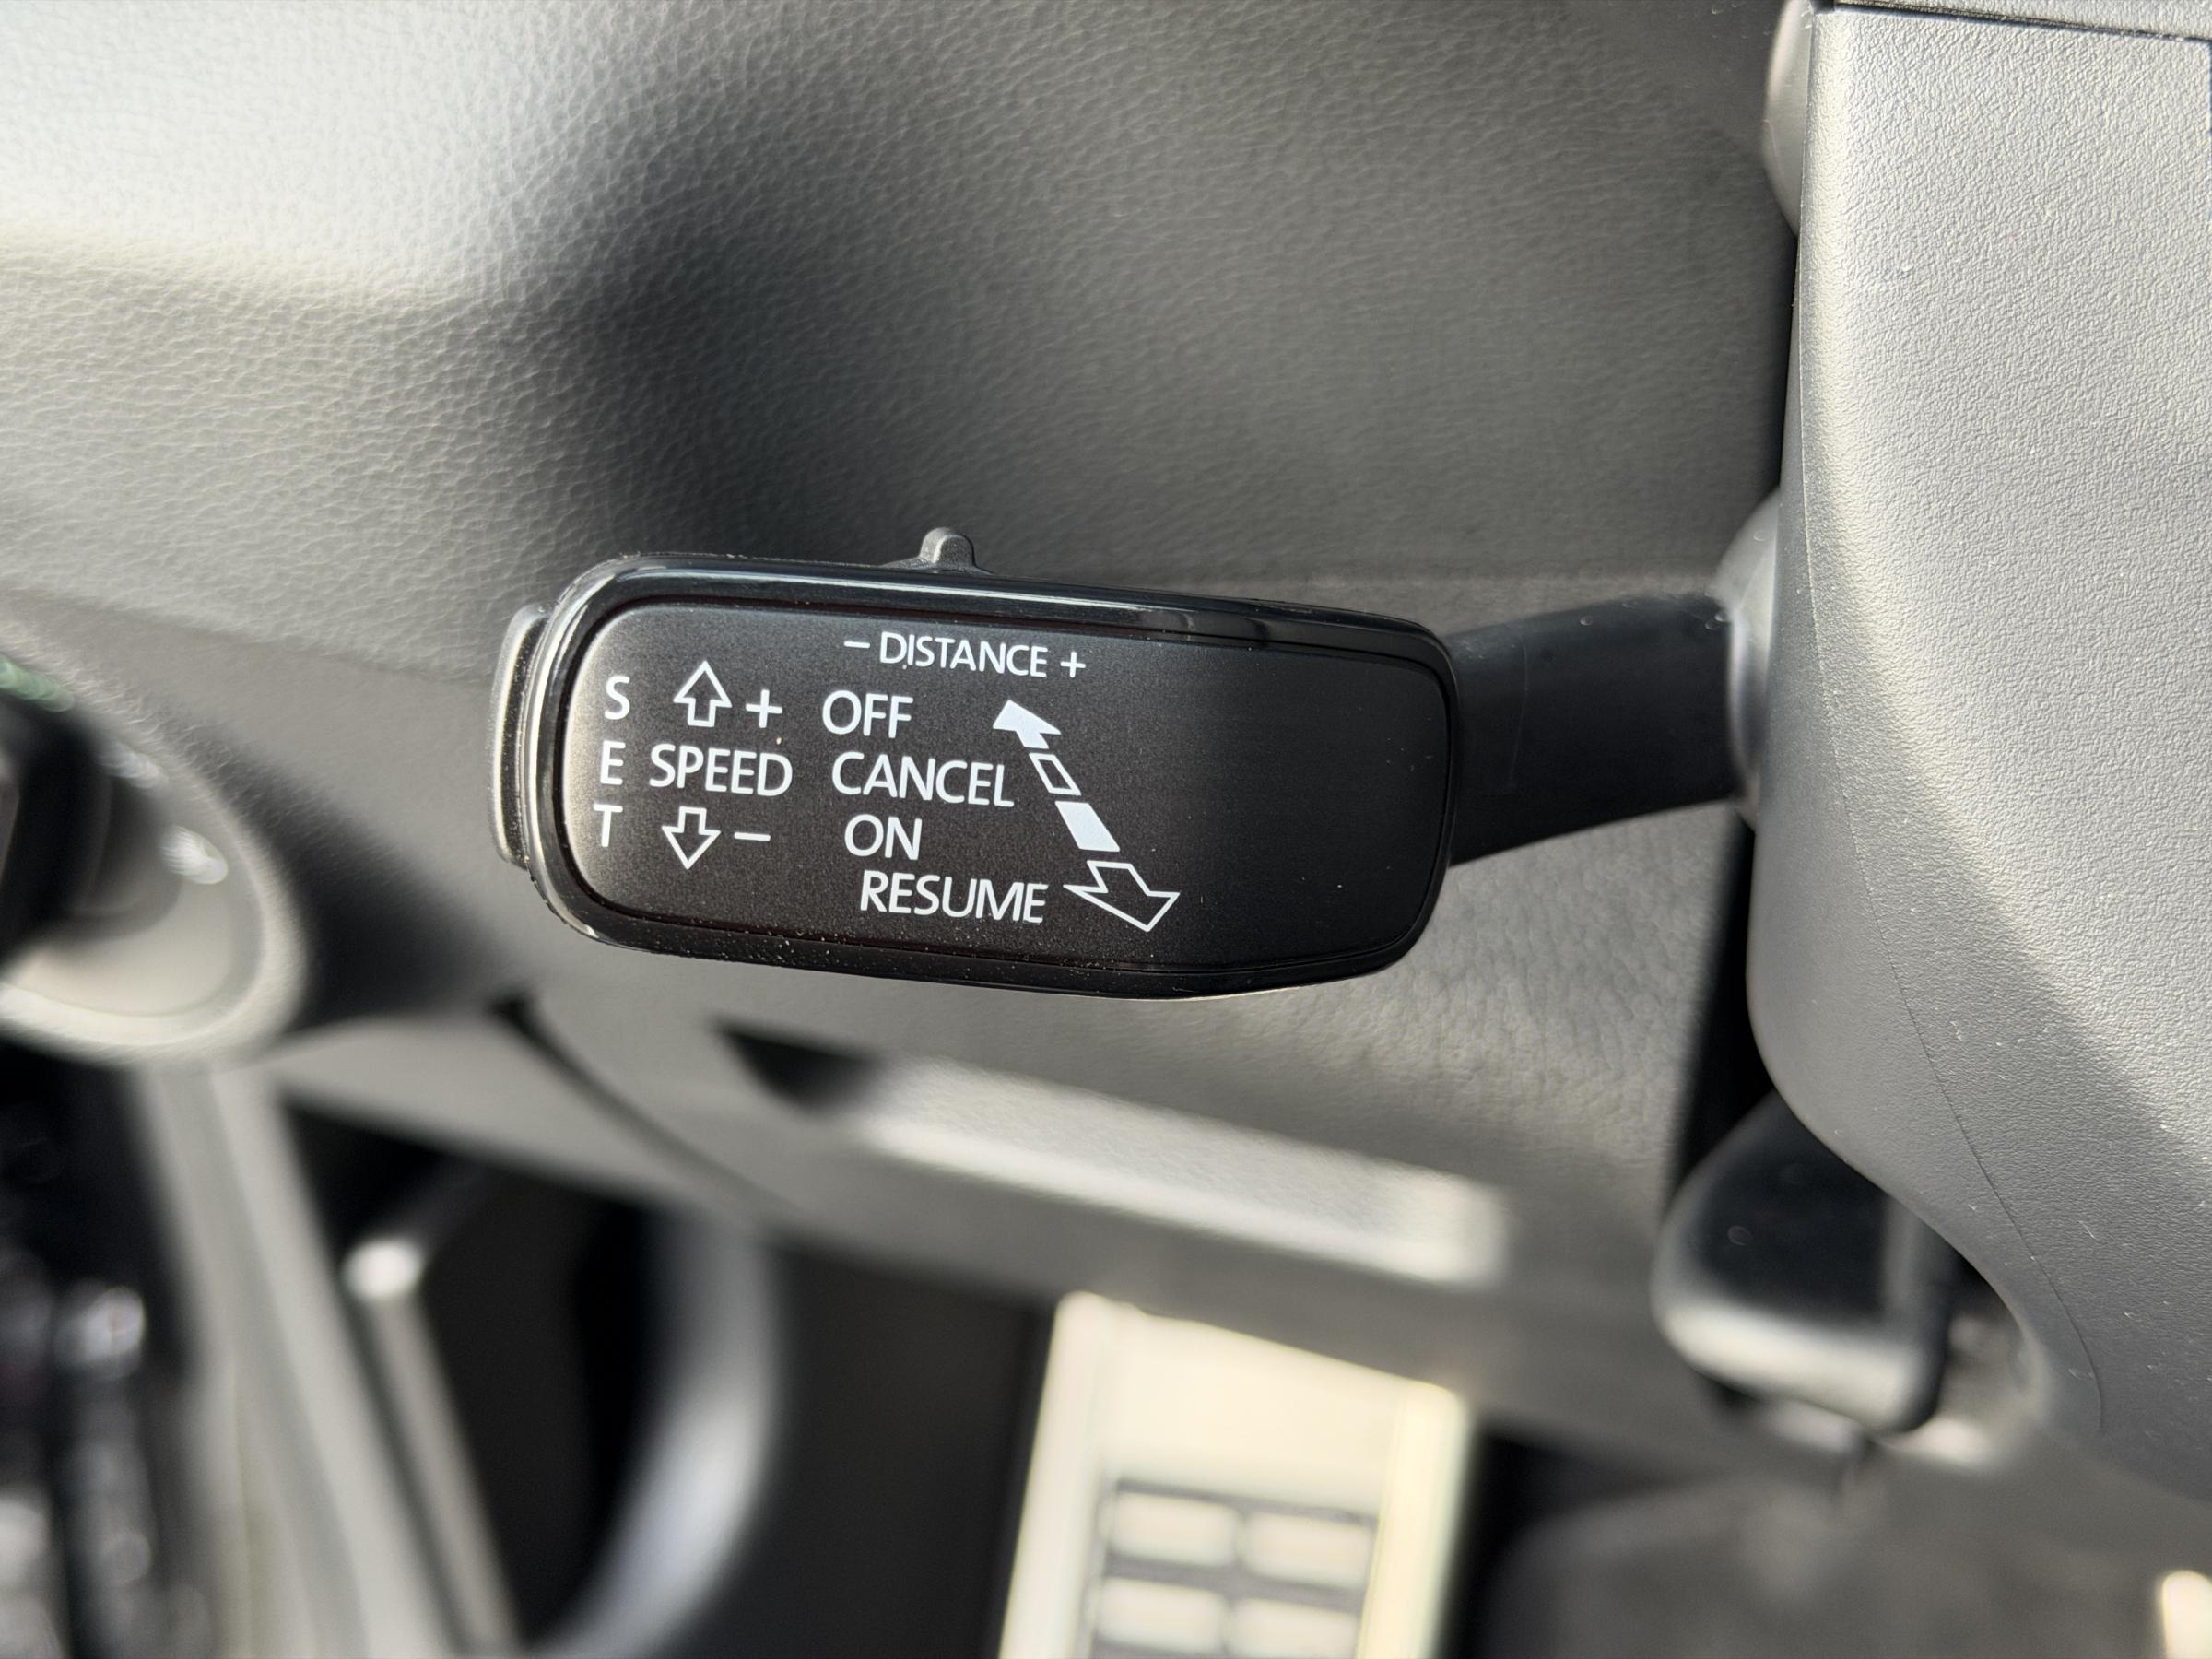 – DISTANCE +
S + OFF
E SPEED CANCEL
T – ON
RESUME